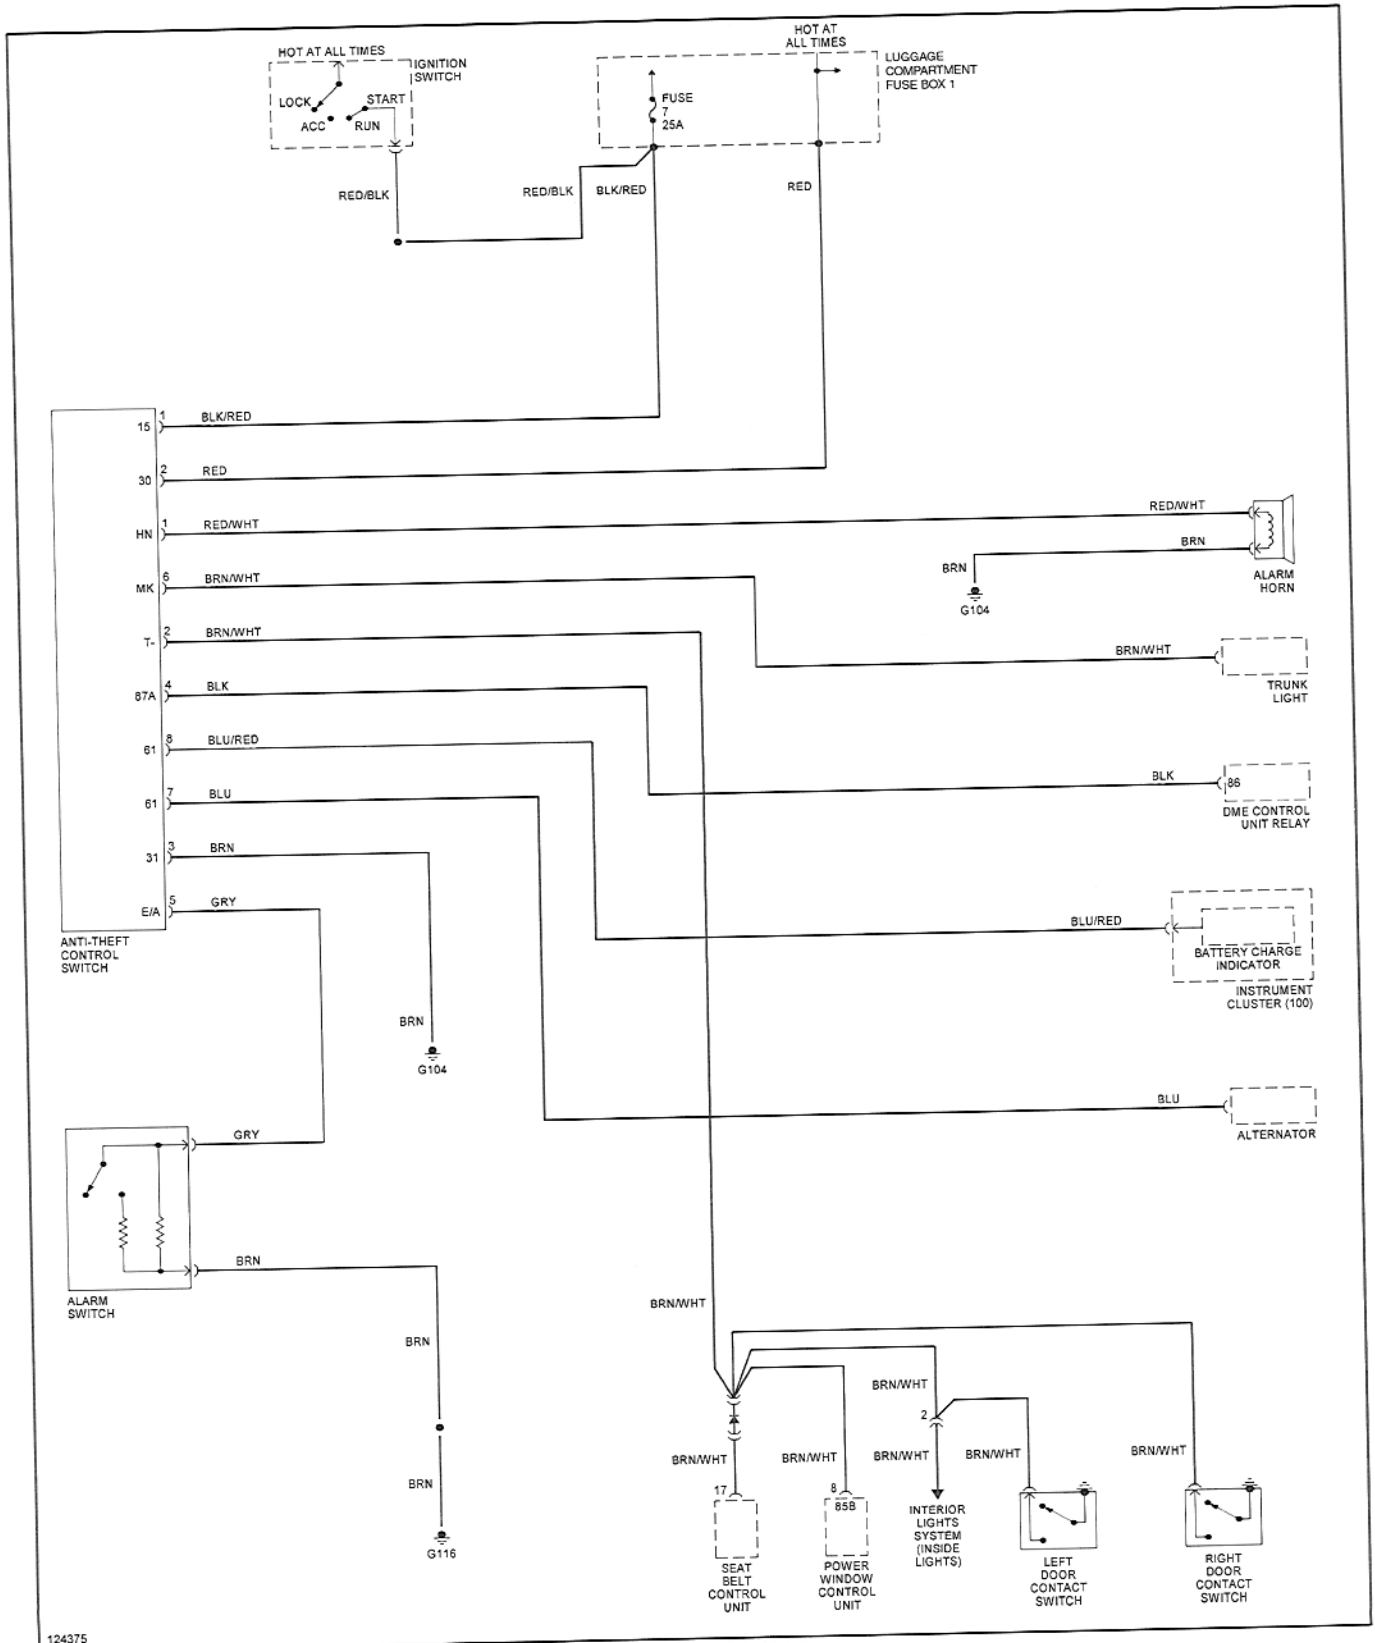 HOT AT ALL TIMES
IGNITION
SWITCH
LOCK
START
ACC
RUN
HOT AT
ALL TIMES
LUGGAGE
COMPARTMENT
FUSE BOX 1
FUSE
7
25A
RED/BLK
RED/BLK
BLK/RED
RED
15
1
BLK/RED
30
2
RED
HN
1
RED/WHT
MK
6
BRN/WHT
T-
2
BRN/WHT
87A
4
BLK
61
8
BLU/RED
61
7
BLU
31
3
BRN
E/A
5
GRY
ANTI-THEFT
CONTROL
SWITCH
RED/WHT
BRN
BRN
G104
ALARM
HORN
BRN/WHT
TRUNK
LIGHT
BLK
86
DME CONTROL
UNIT RELAY
BLU/RED
BATTERY CHARGE
INDICATOR
INSTRUMENT
CLUSTER (100)
BRN
G104
BLU
ALTERNATOR
GRY
BRN
ALARM
SWITCH
BRN
BRN
G116
BRN/WHT
BRN/WHT
2
BRN/WHT
BRN/WHT
BRN/WHT
BRN/WHT
BRN/WHT
17
8
85B
SEAT
BELT
CONTROL
UNIT
POWER
WINDOW
CONTROL
UNIT
INTERIOR
LIGHTS
SYSTEM
(INSIDE
LIGHTS)
LEFT
DOOR
CONTACT
SWITCH
RIGHT
DOOR
CONTACT
SWITCH
124375